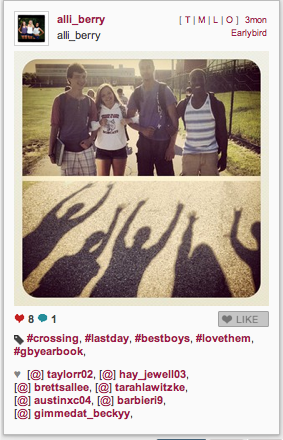 alli_berry [ T | M | L | O ] 3mon
alli_berry Earlybird
8 1 LIKE
#crossing, #lastday, #bestboys, #lovethem,
#gbyearbook,
[@] taylorr02, [@] hay_jewell03,
[@] brettsallee, [@] tarahlawitzke,
[@] austinxc04, [@] barbieri9,
[@] gimmedat_beckyy,